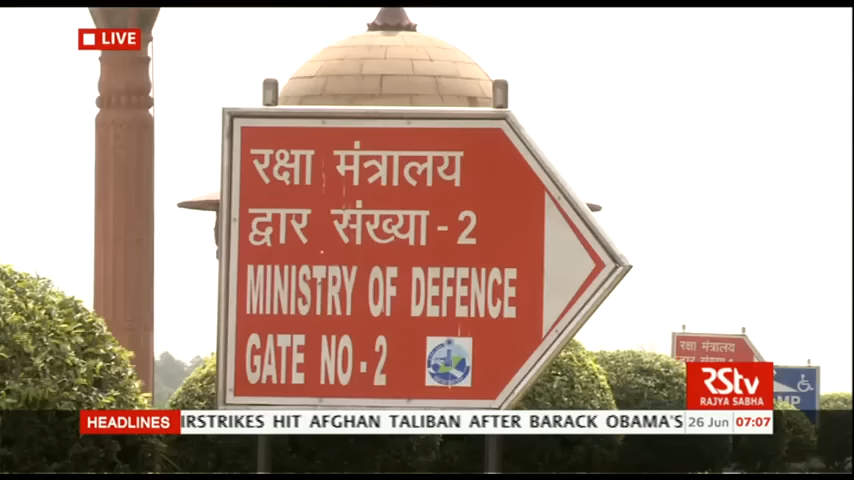 LIVE
रक्षा मंत्रालय
द्वार संख्या - 2
MINISTRY OF DEFENCE
GATE NO - 2
रक्षा मंत्रालय
RSTV
RAJYA SABHA
HEADLINES
IRSTRIKES HIT AFGHAN TALIBAN AFTER BARACK OBAMA'S
26 Jun
07:07